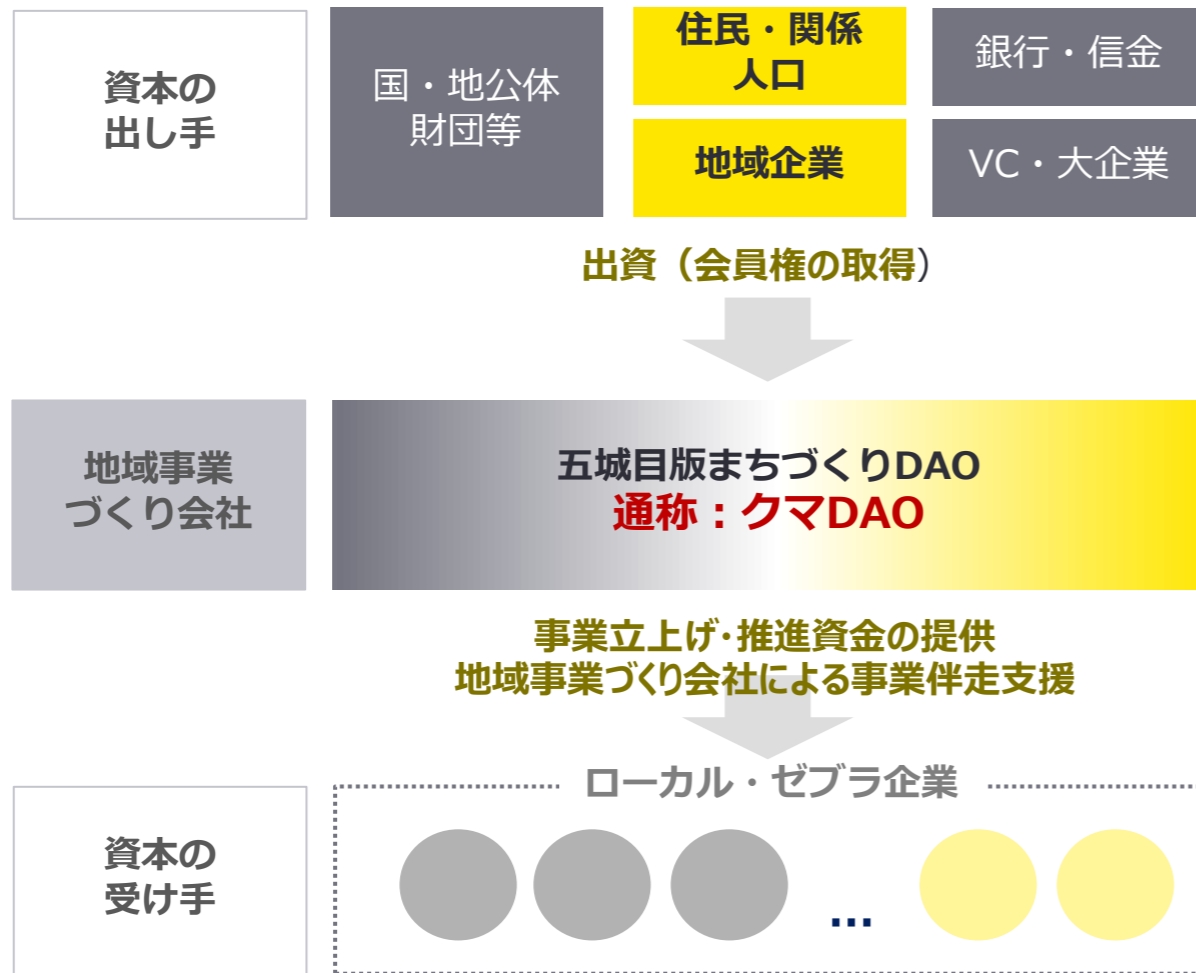 資本の
出し手
国・地公体
財団等
住民・関係
人口
地域企業
銀行・信金
VC・大企業
出資（会員権の取得）
地域事業
づくり会社
五城目版まちづくりDAO
通称：クマDAO
事業立上げ・推進資金の提供
地域事業づくり会社による事業伴走支援
ローカル・ゼブラ企業
資本の
受け手
…